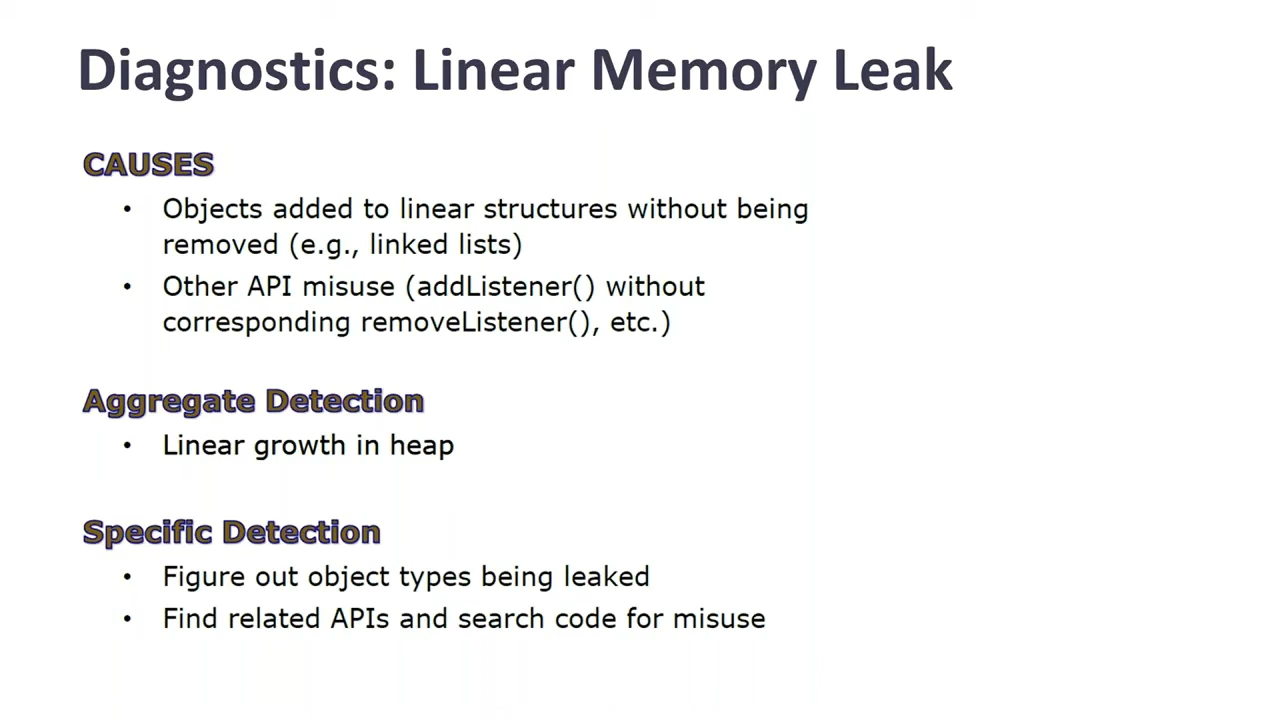 Diagnostics: Linear Memory Leak
CAUSES
• Objects added to linear structures without being
removed (e.g., linked lists)
• Other API misuse (addListener() without
corresponding removeListener(), etc.)
Aggregate Detection
• Linear growth in heap
Specific Detection
• Figure out object types being leaked
• Find related APIs and search code for misuse